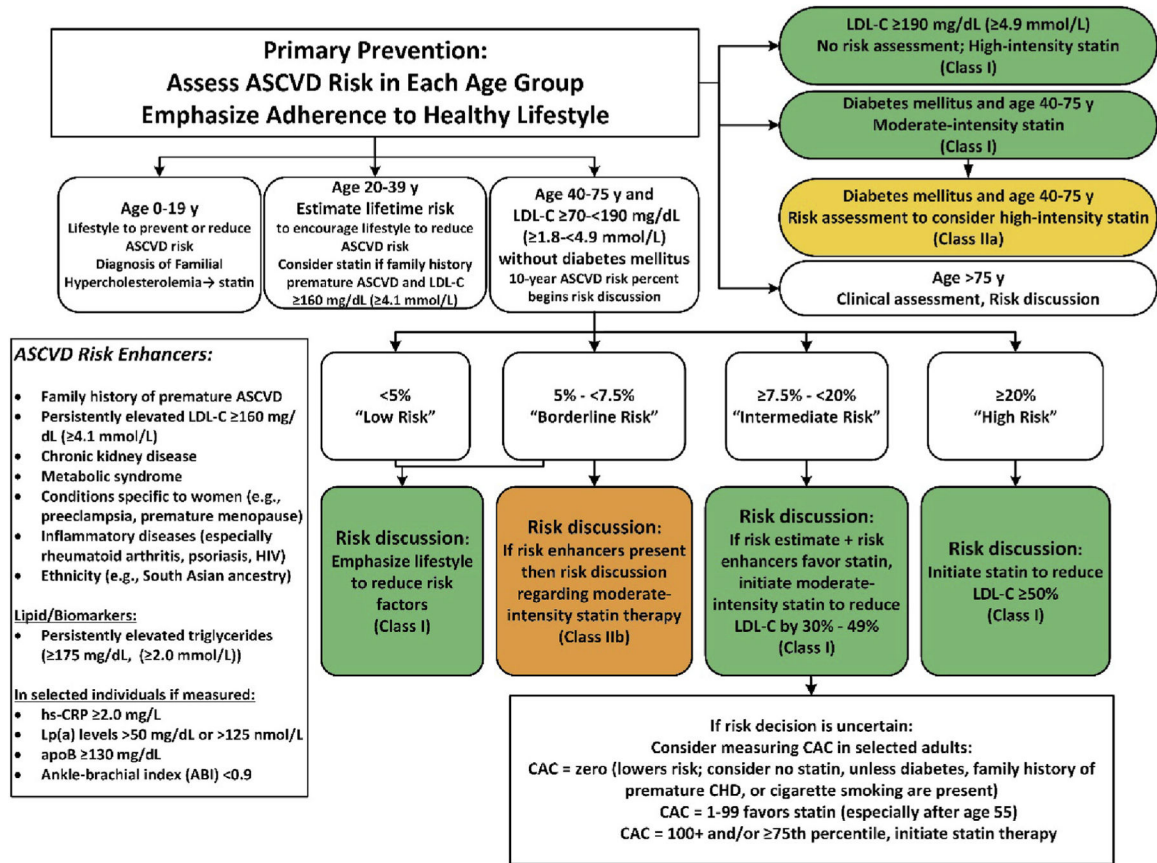 Primary Prevention:
Assess ASCVD Risk in Each Age Group
Emphasize Adherence to Healthy Lifestyle
LDL-C ≥190 mg/dL (≥4.9 mmol/L)
No risk assessment; High-intensity statin
(Class I)
Diabetes mellitus and age 40-75 y
Moderate-intensity statin
(Class I)
Diabetes mellitus and age 40-75 y
Risk assessment to consider high-intensity statin
(Class IIa)
Age >75 y
Clinical assessment, Risk discussion
Age 0-19 y
Lifestyle to prevent or reduce
ASCVD risk
Diagnosis of Familial
Hypercholesterolemia→ statin
Age 20-39 y
Estimate lifetime risk
to encourage lifestyle to reduce
ASCVD risk
Consider statin if family history
premature ASCVD and LDL-C
≥160 mg/dL (≥4.1 mmol/L)
Age 40-75 y and
LDL-C ≥70-<190 mg/dL
(≥1.8-<4.9 mmol/L)
without diabetes mellitus
10-year ASCVD risk percent
begins risk discussion
ASCVD Risk Enhancers:
• Family history of premature ASCVD
• Persistently elevated LDL-C ≥160 mg/
dL (≥4.1 mmol/L)
• Chronic kidney disease
• Metabolic syndrome
• Conditions specific to women (e.g.,
preeclampsia, premature menopause)
• Inflammatory diseases (especially
rheumatoid arthritis, psoriasis, HIV)
• Ethnicity (e.g., South Asian ancestry)
Lipid/Biomarkers:
• Persistently elevated triglycerides
(≥175 mg/dL, (≥2.0 mmol/L))
In selected individuals if measured:
• hs-CRP ≥2.0 mg/L
• Lp(a) levels >50 mg/dL or >125 nmol/L
• apoB ≥130 mg/dL
• Ankle-brachial index (ABI) <0.9
<5%
"Low Risk"
5% - <7.5%
"Borderline Risk"
≥7.5% - <20%
"Intermediate Risk"
≥20%
"High Risk"
Risk discussion:
Emphasize lifestyle
to reduce risk
factors
(Class I)
Risk discussion:
If risk enhancers present
then risk discussion
regarding moderate-
intensity statin therapy
(Class IIb)
Risk discussion:
If risk estimate + risk
enhancers favor statin,
initiate moderate-
intensity statin to reduce
LDL-C by 30% - 49%
(Class I)
Risk discussion:
Initiate statin to reduce
LDL-C ≥50%
(Class I)
If risk decision is uncertain:
Consider measuring CAC in selected adults:
CAC = zero (lowers risk; consider no statin, unless diabetes, family history of
premature CHD, or cigarette smoking are present)
CAC = 1-99 favors statin (especially after age 55)
CAC = 100+ and/or ≥75th percentile, initiate statin therapy